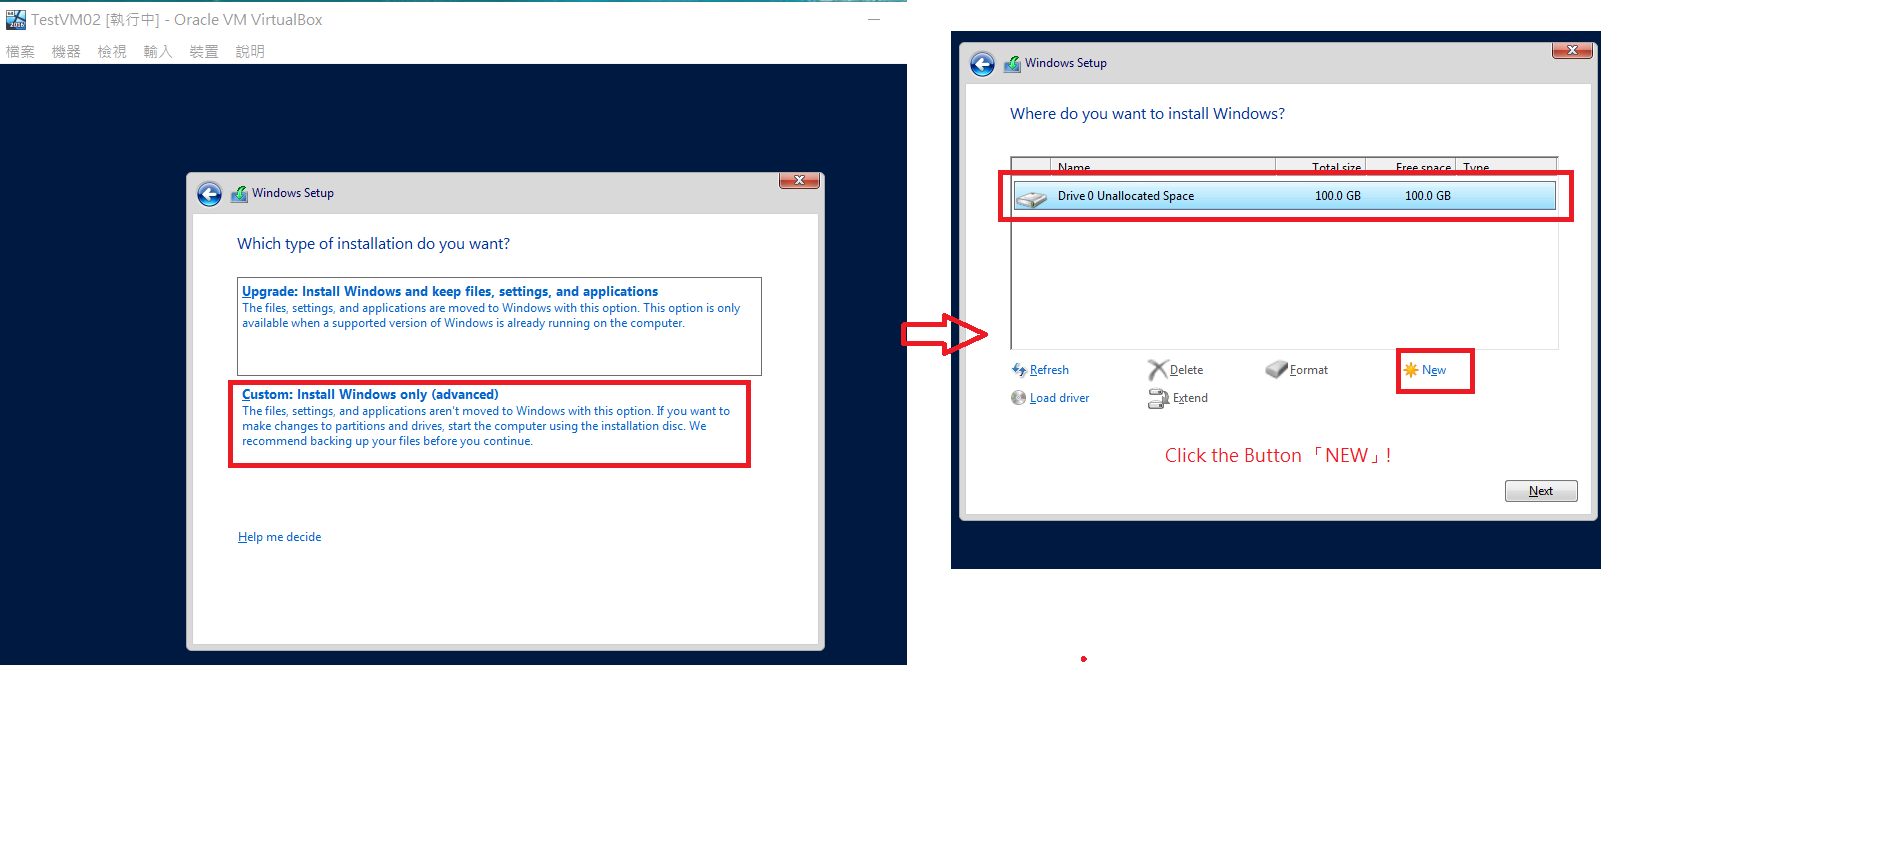 TestVM02 [執行中] - Oracle VM VirtualBox
檔案 機器 檢視 輸入 裝置 說明
Windows Setup
Which type of installation do you want?
Upgrade: Install Windows and keep files, settings, and applications
The files, settings, and applications are moved to Windows with this option. This option is only
available when a supported version of Windows is already running on the computer.
Custom: Install Windows only (advanced)
The files, settings, and applications aren't moved to Windows with this option. If you want to
make changes to partitions and drives, start the computer using the installation disc. We
recommend backing up your files before you continue.
Help me decide
Windows Setup
Where do you want to install Windows?
Name Total size Free space Type
Drive 0 Unallocated Space 100.0 GB 100.0 GB
Refresh Delete Format New
Load driver Extend
Click the Button「NEW」!
Next